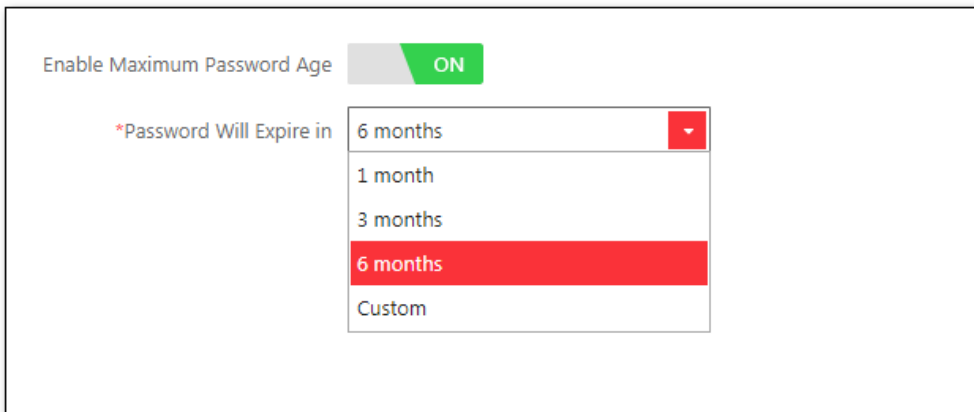 Enable Maximum Password Age ON
*Password Will Expire in 6 months
1 month
3 months
6 months
Custom